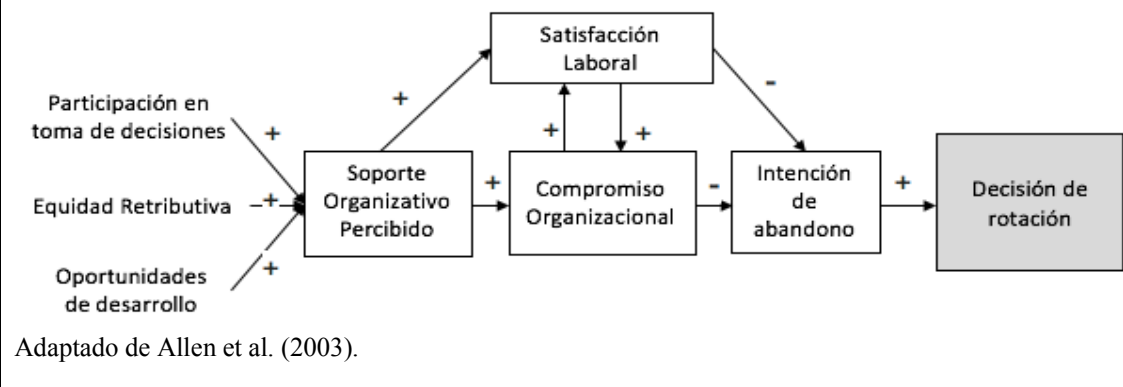 Satisfacción
Laboral
Participación en
toma de decisiones
Equidad Retributiva
Oportunidades
de desarrollo
+
+
+
Soporte
Organizativo
Percibido
+
+
+
+
Compromiso
Organizacional
-
-
Intención
de
abandono
+
Decisión de
rotación
Adaptado de Allen et al. (2003).